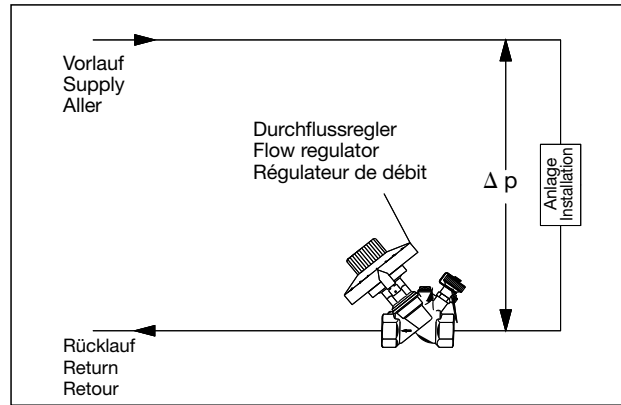 Vorlauf
Supply
Aller
Durchflussregler
Flow regulator
Régulateur de débit
Δ p
Anlage
Installation
Rücklauf
Return
Retour